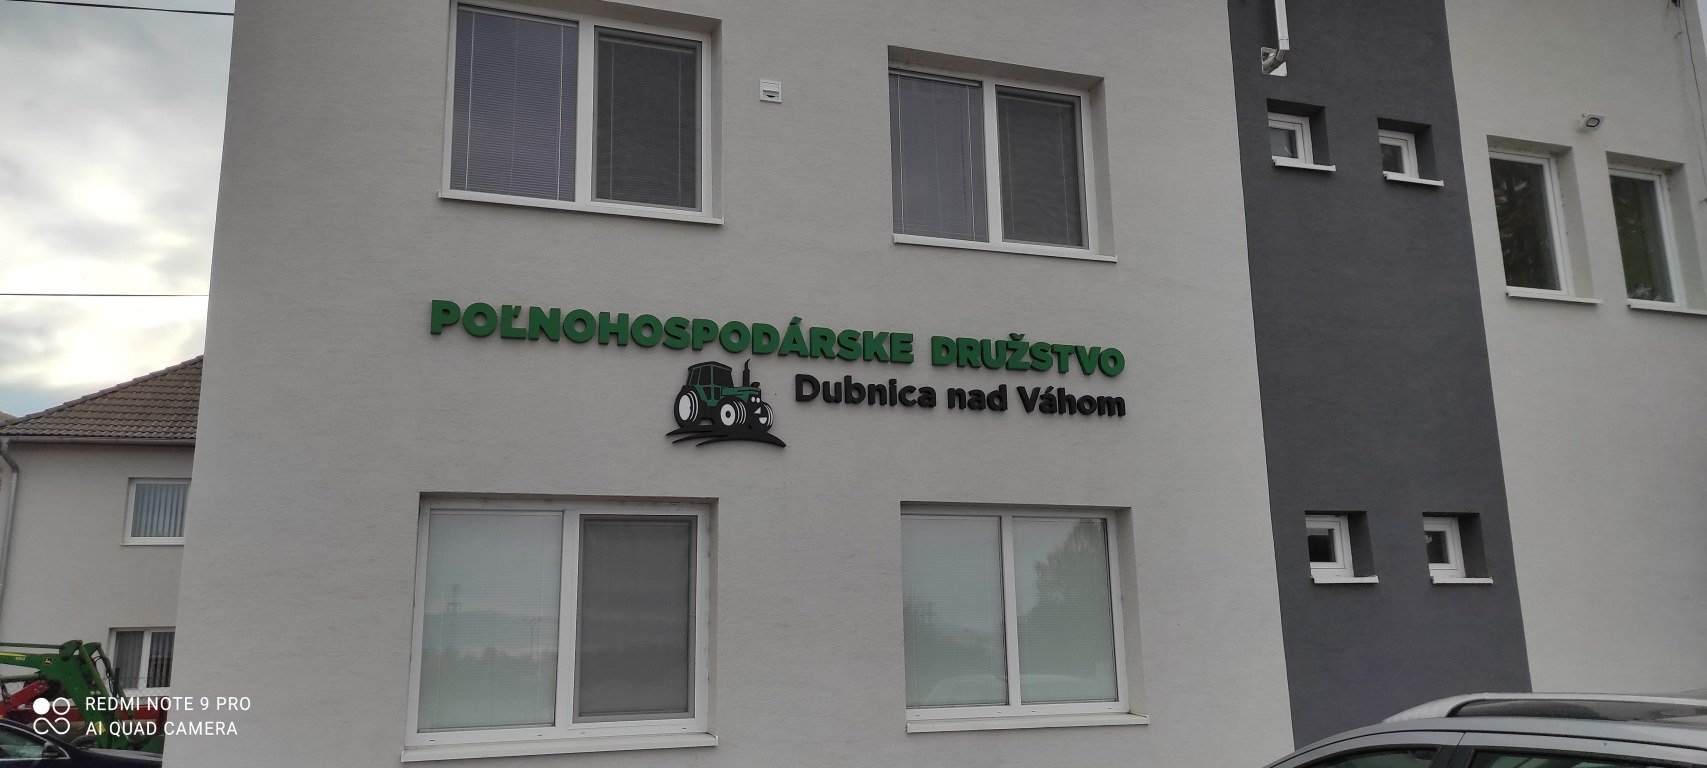 POĽNOHOSPODÁRSKE DRUŽSTVO
Dubnica nad Váhom
REDMI NOTE 9 PRO
AI QUAD CAMERA